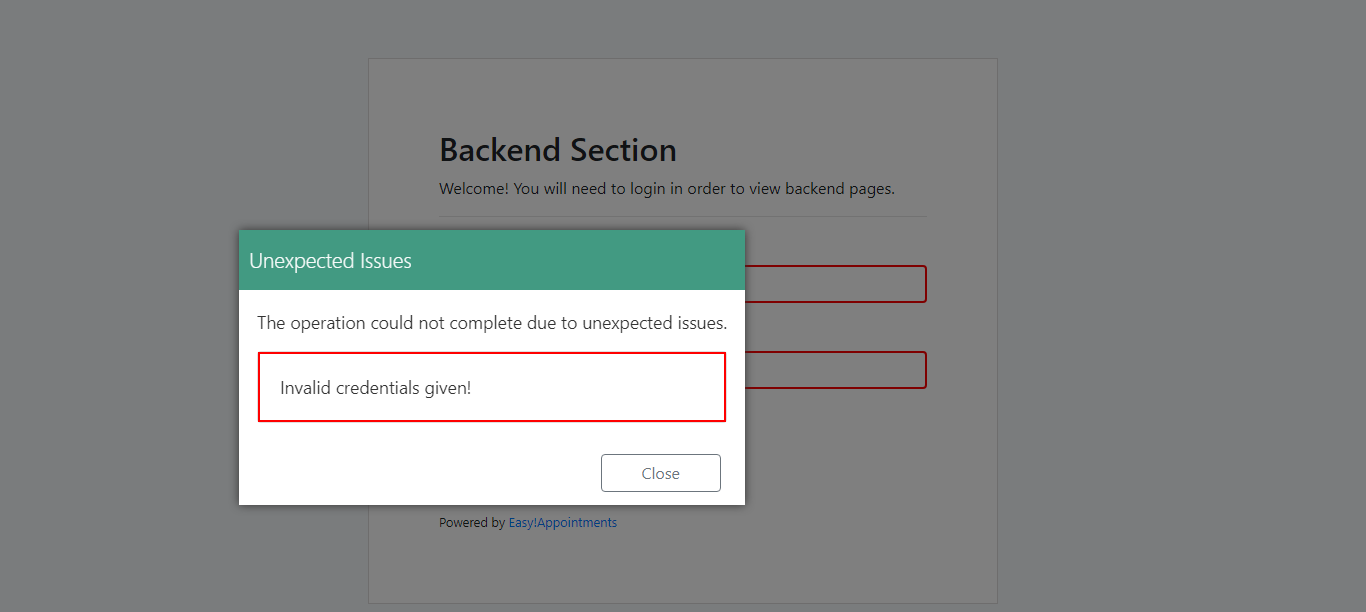 Backend Section
Welcome! You will need to login in order to view backend pages.
Unexpected Issues
The operation could not complete due to unexpected issues.
Invalid credentials given!
Close
Powered by Easy!Appointments